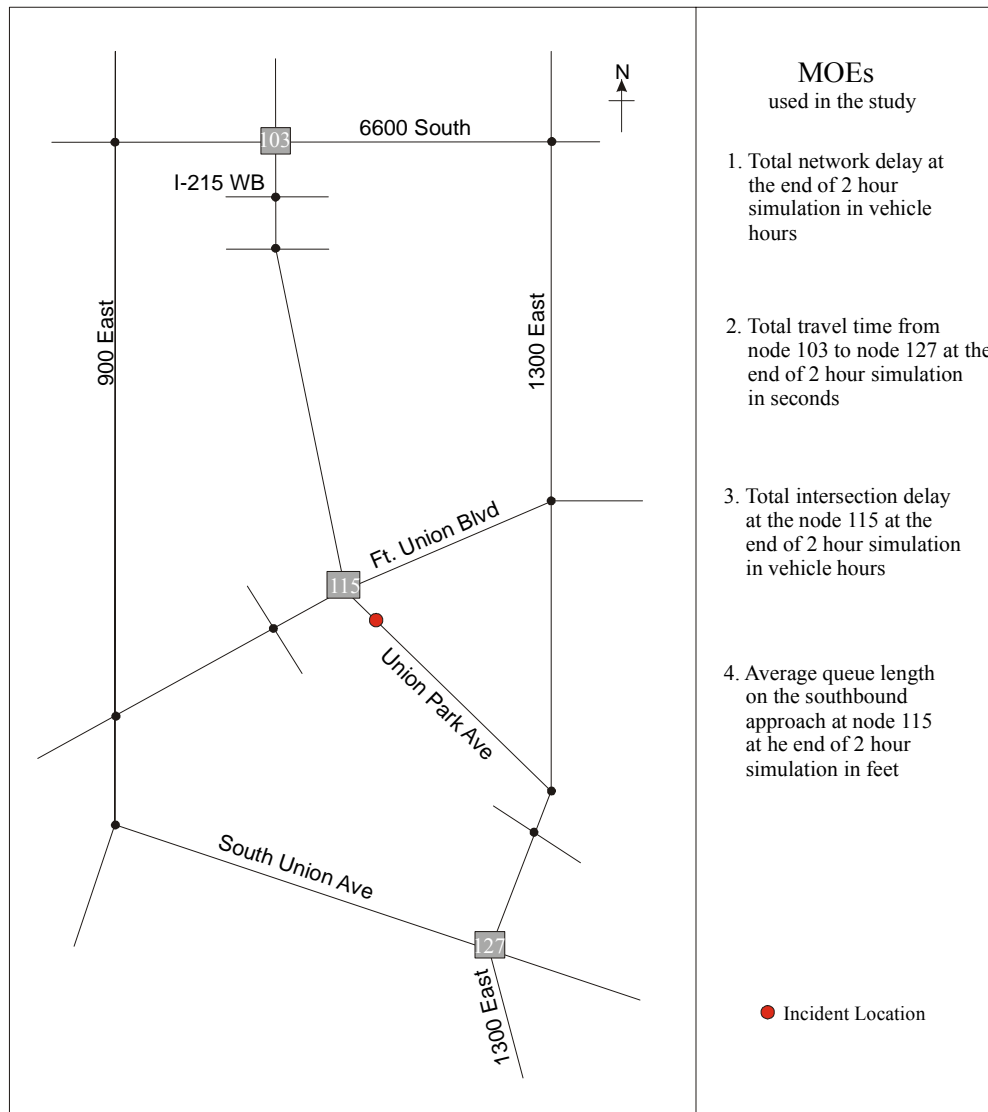 N
6600 South
103
I-215 WB
900 East
1300 East
Ft. Union Blvd
115
Union Park Ave
South Union Ave
127
1300 East
MOEs
used in the study
1. Total network delay at
the end of 2 hour
simulation in vehicle
hours
2. Total travel time from
node 103 to node 127 at the
end of 2 hour simulation
in seconds
3. Total intersection delay
at the node 115 at the
end of 2 hour simulation
in vehicle hours
4. Average queue length
on the southbound
approach at node 115
at he end of 2 hour
simulation in feet
Incident Location